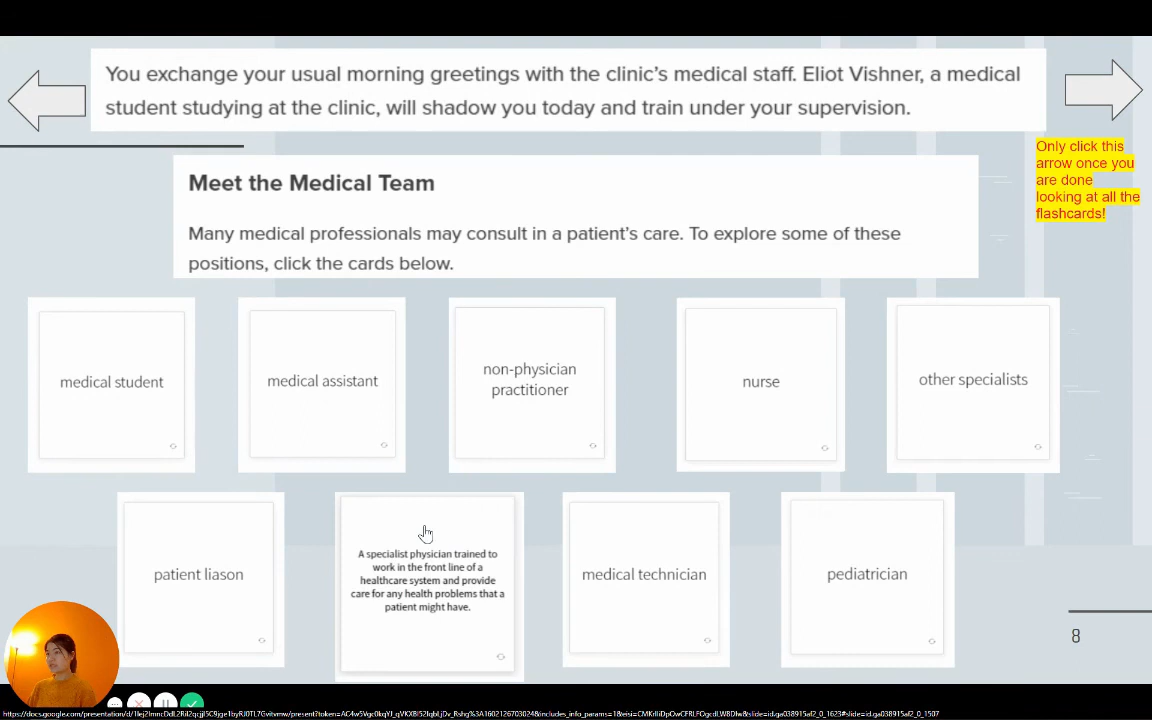 You exchange your usual morning greetings with the clinic's medical staff. Eliot Vishner, a medical
student studying at the clinic, will shadow you today and train under your supervision.
Only click this
arrow once you
are done
looking at all the
flashcards!
Meet the Medical Team
Many medical professionals may consult in a patient's care. To explore some of these
positions, click the cards below.
medical student
medical assistant
non-physician
practitioner
nurse
other specialists
patient liason
A specialist physician trained to
work in the front line of a
healthcare system and provide
care for any health problems that a
patient might have.
medical technician
pediatrician
8